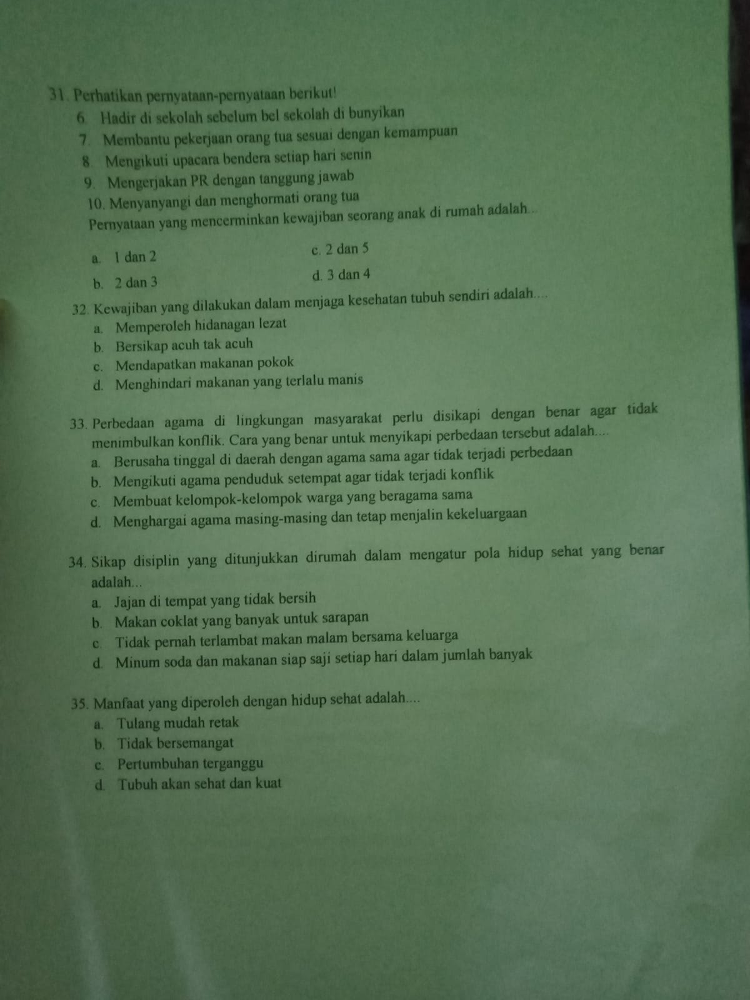 31. Perhatikan pernyataan-pernyataan berikut!
6. Hadir di sekolah sebelum bel sekolah di bunyikan
7. Membantu pekerjaan orang tua sesuai dengan kemampuan
8. Mengikuti upacara bendera setiap hari senin
9. Mengerjakan PR dengan tanggung jawab
10. Menyanyangi dan menghormati orang tua
Pernyataan yang mencerminkan kewajiban seorang anak di rumah adalah...
a. 1 dan 2 c. 2 dan 5
b. 2 dan 3 d. 3 dan 4
32. Kewajiban yang dilakukan dalam menjaga kesehatan tubuh sendiri adalah....
a. Memperoleh hidanagan lezat
b. Bersikap acuh tak acuh
c. Mendapatkan makanan pokok
d. Menghindari makanan yang terlalu manis
33. Perbedaan agama di lingkungan masyarakat perlu disikapi dengan benar agar tidak
menimbulkan konflik. Cara yang benar untuk menyikapi perbedaan tersebut adalah....
a. Berusaha tinggal di daerah dengan agama sama agar tidak terjadi perbedaan
b. Mengikuti agama penduduk setempat agar tidak terjadi konflik
c. Membuat kelompok-kelompok warga yang beragama sama
d. Menghargai agama masing-masing dan tetap menjalin kekeluargaan
34. Sikap disiplin yang ditunjukkan dirumah dalam mengatur pola hidup sehat yang benar
adalah...
a. Jajan di tempat yang tidak bersih
b. Makan coklat yang banyak untuk sarapan
c. Tidak pernah terlambat makan malam bersama keluarga
d. Minum soda dan makanan siap saji setiap hari dalam jumlah banyak
35. Manfaat yang diperoleh dengan hidup sehat adalah....
a. Tulang mudah retak
b. Tidak bersemangat
c. Pertumbuhan terganggu
d. Tubuh akan sehat dan kuat